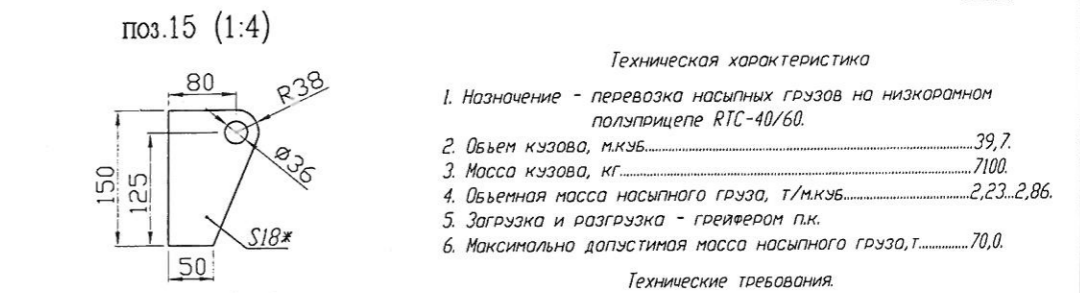 поз.15 (1:4)
80
R38
Ø36
150
125
S18*
50
Техническая характеристика
1. Назначение - перевозка насыпных грузов на низкорамном
полуприцепе RTC-40/60.
2. Объем кузова, м.куб.....39,7.
3. Масса кузова, кг.....7100.
4. Объемная масса насыпного груза, т/м.куб.....2,23...2,86.
5. Загрузка и разгрузка - грейфером п.к.
6. Максимально допустимая масса насыпного груза,т.....70,0.
Технические требования.